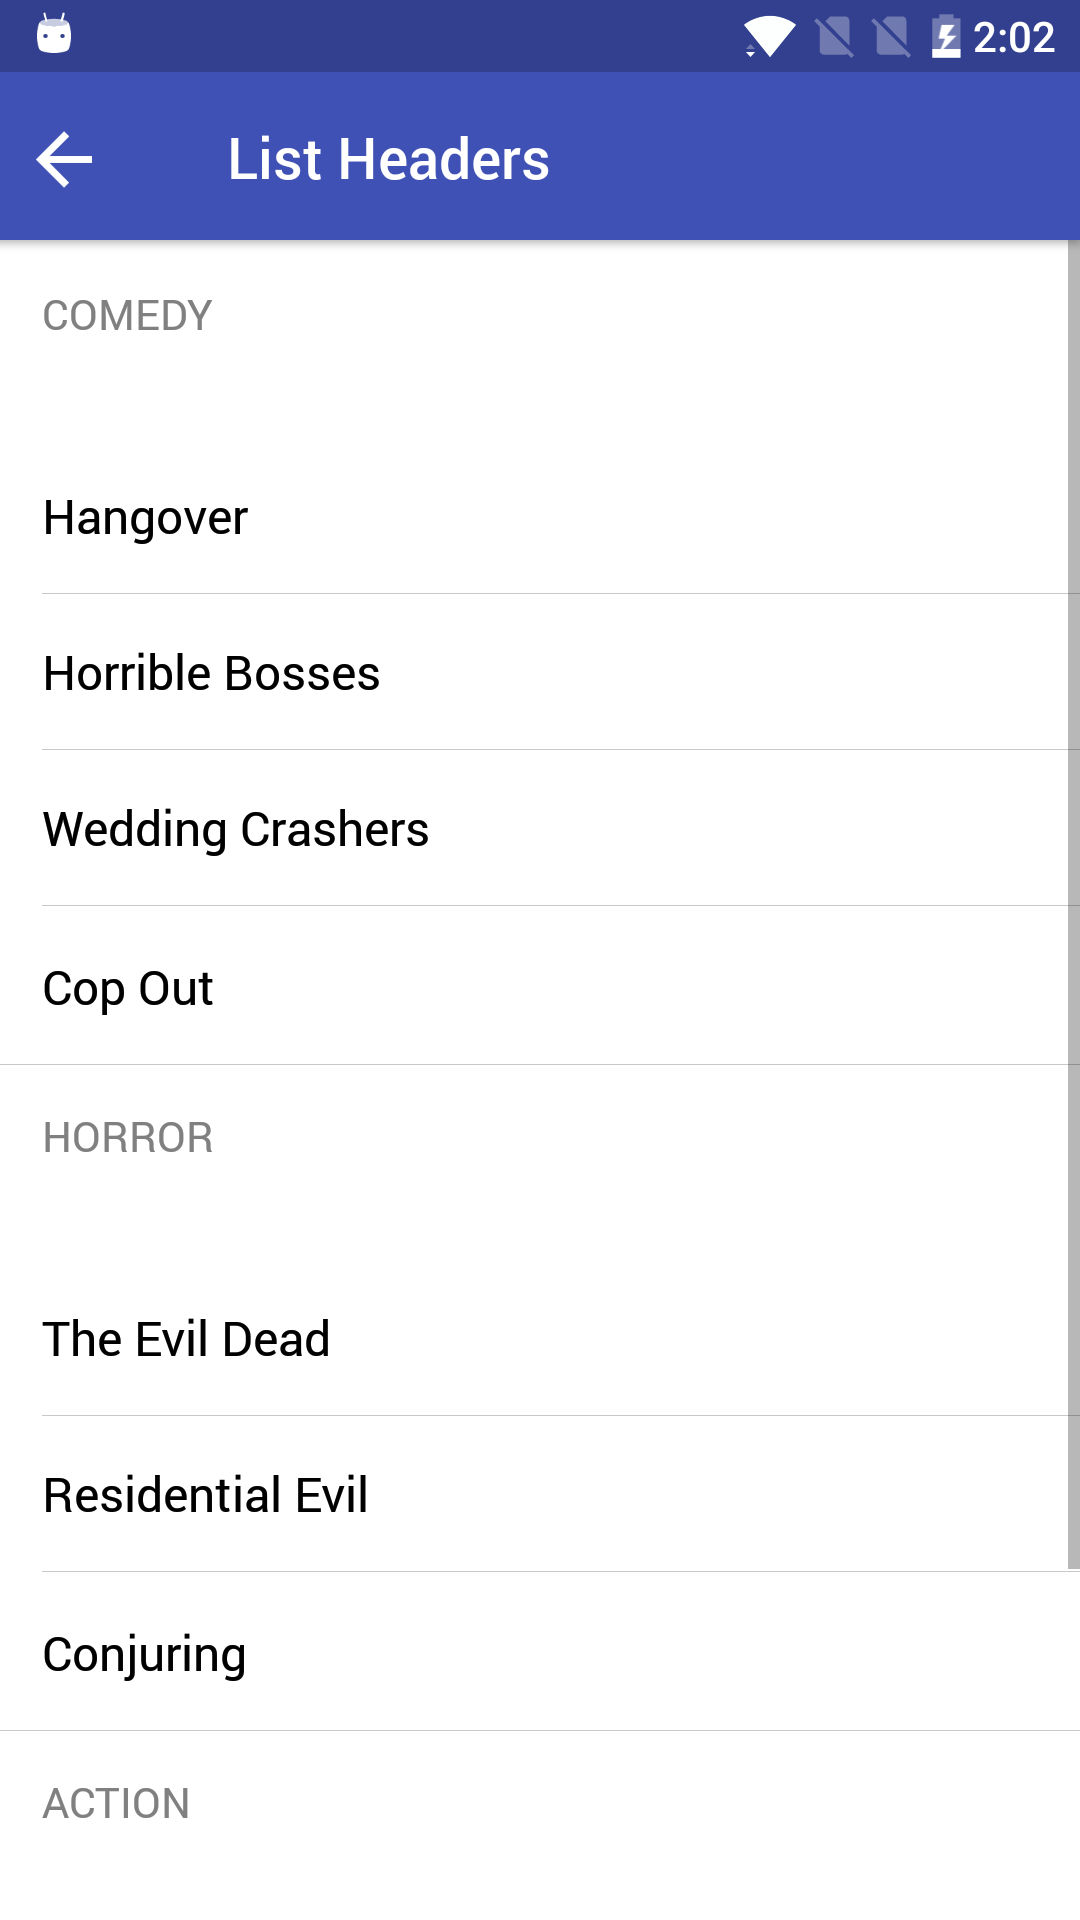 2:02
List Headers
COMEDY
Hangover
Horrible Bosses
Wedding Crashers
Cop Out
HORROR
The Evil Dead
Residential Evil
Conjuring
ACTION